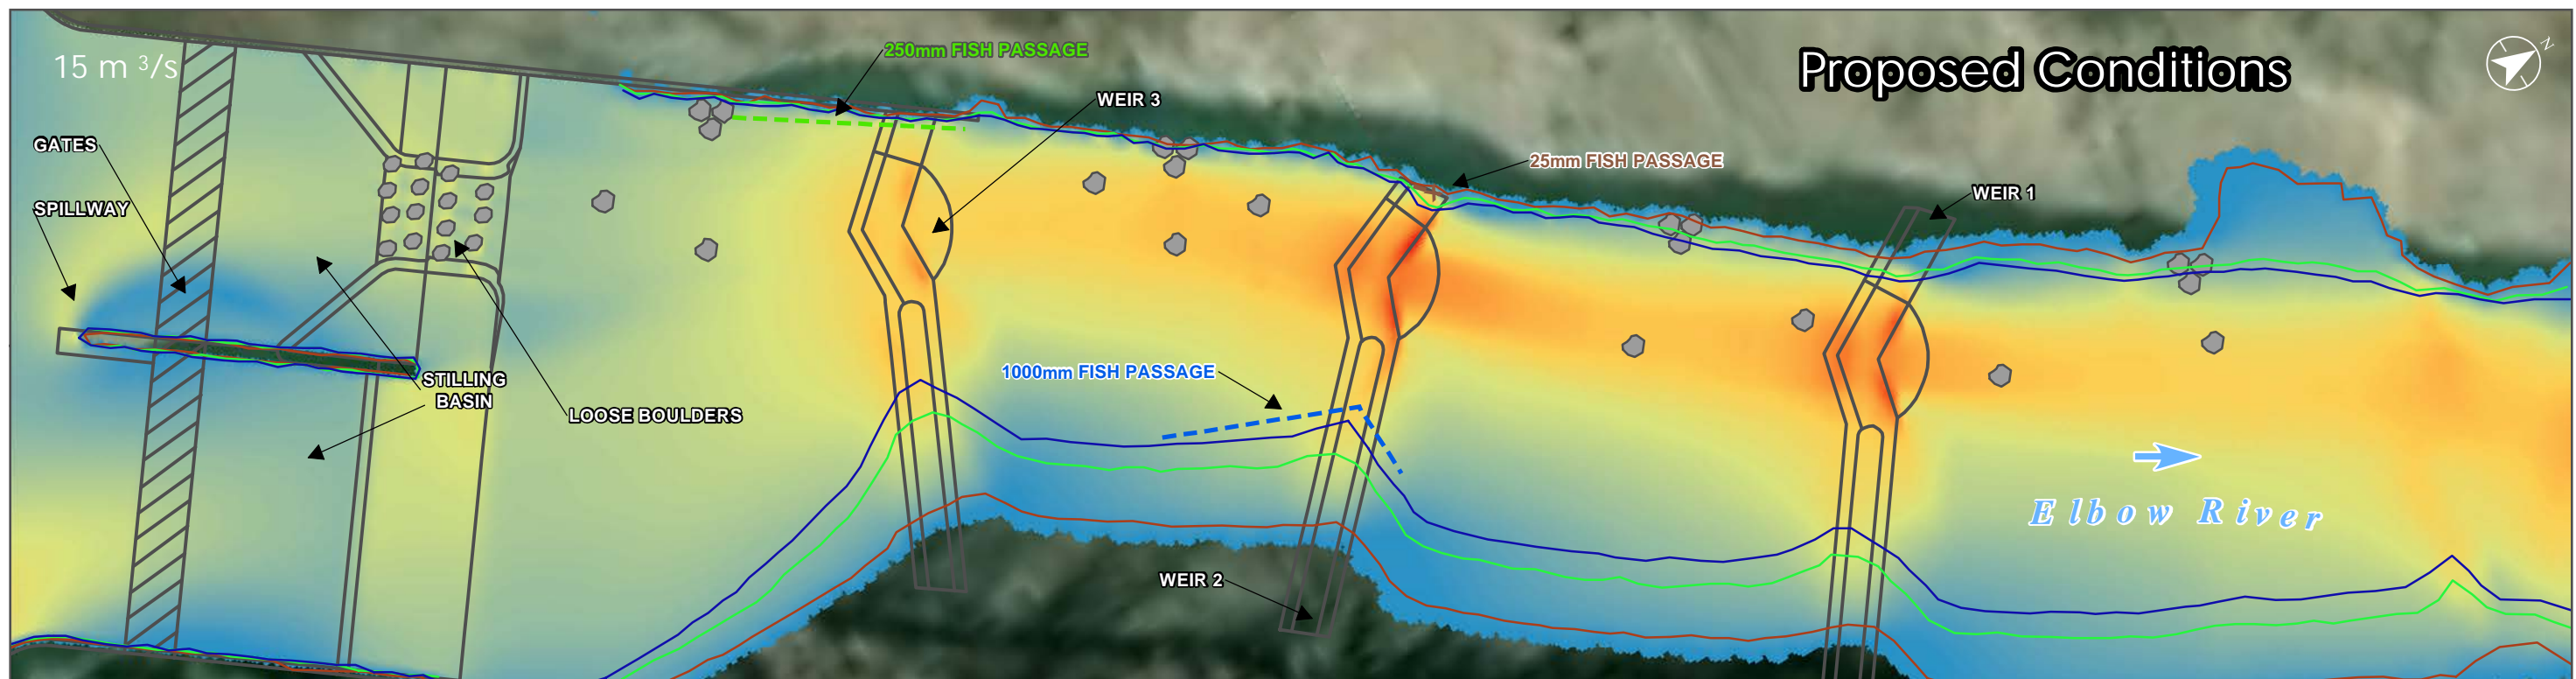 15 m ³/s
250mm FISH PASSAGE
Proposed Conditions
N
WEIR 3
GATES
25mm FISH PASSAGE
WEIR 1
SPILLWAY
1000mm FISH PASSAGE
STILLING
BASIN
LOOSE BOULDERS
Elbow River
WEIR 2